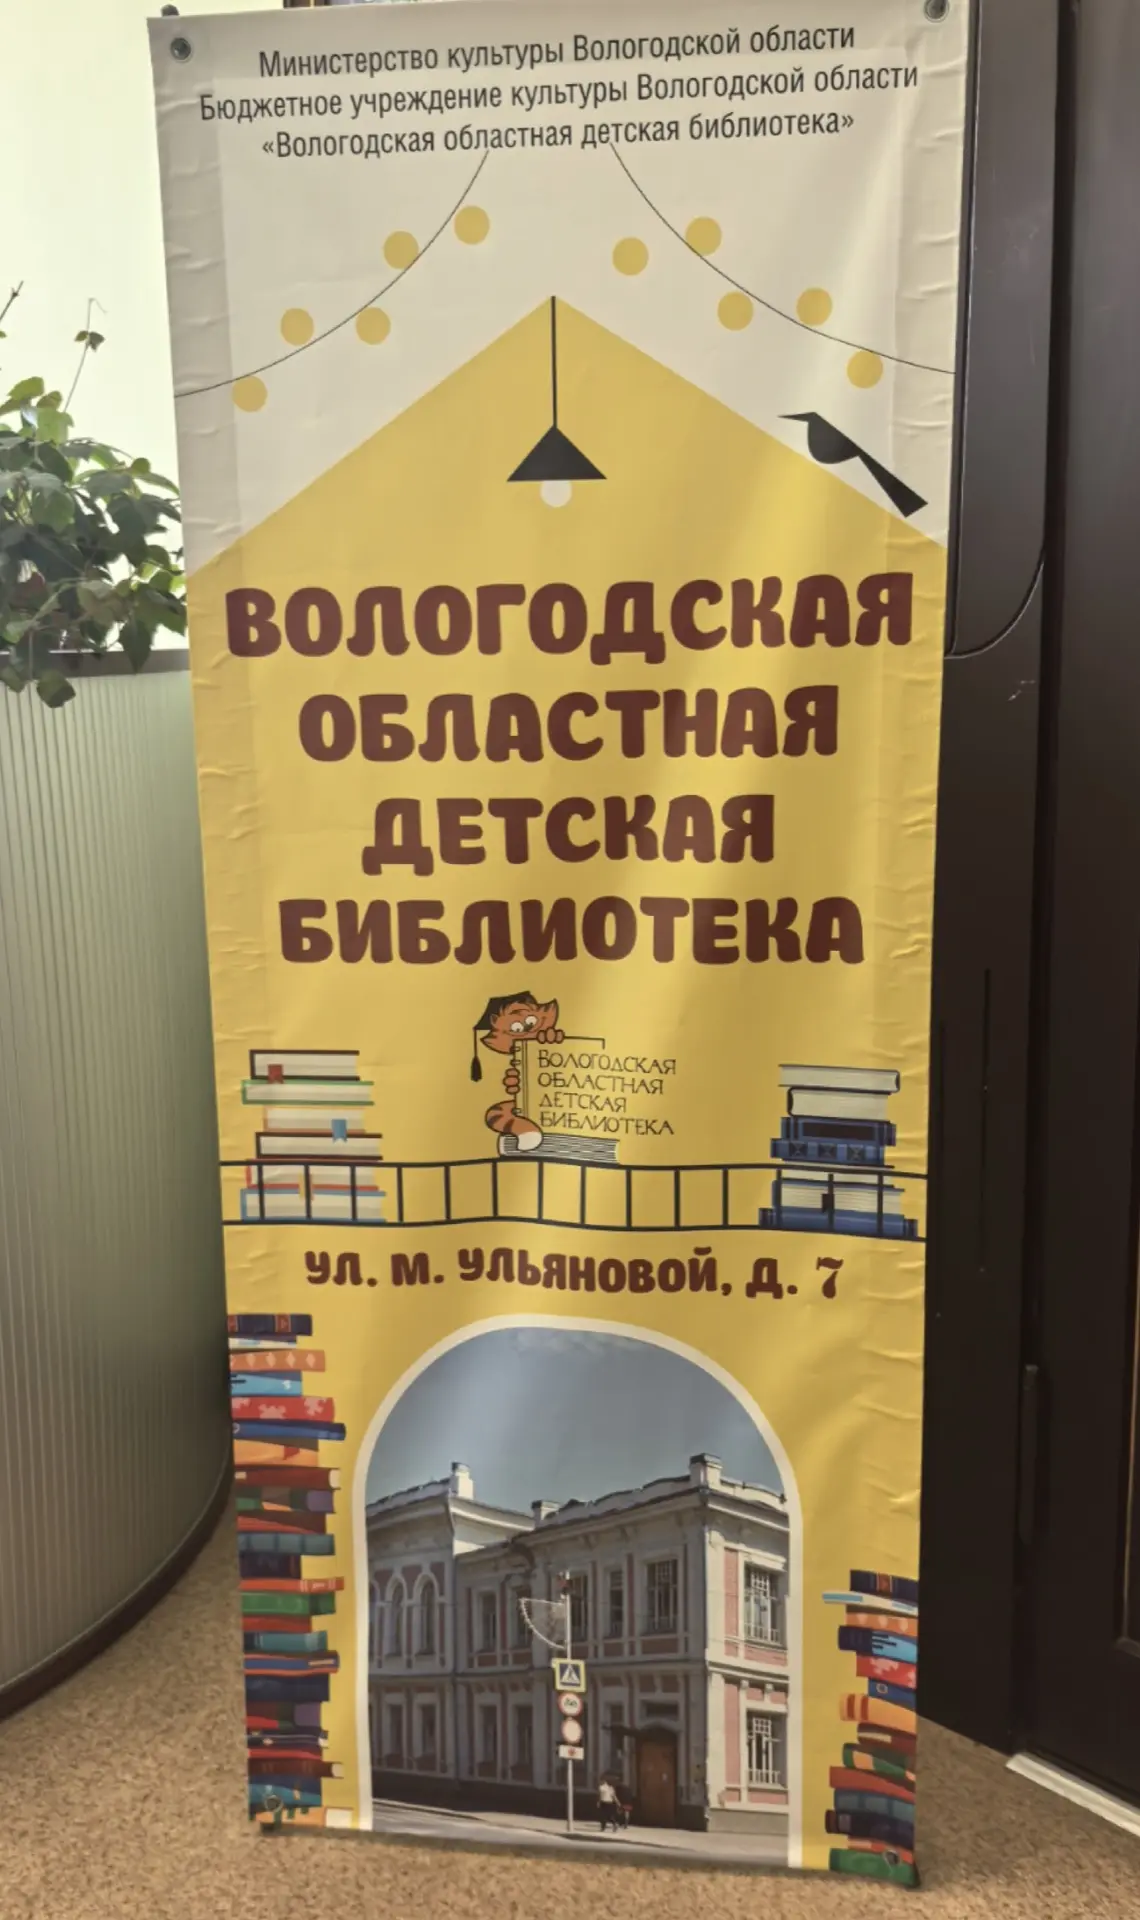 Министерство культуры Вологодской области
Бюджетное учреждение культуры Вологодской области
«Вологодская областная детская библиотека»
ВОЛОГОДСКАЯ
ОБЛАСТНАЯ
ДЕТСКАЯ
БИБЛИОТЕКА
ВОЛОГОДСКАЯ
ОБЛАСТНАЯ
ДЕТСКАЯ
БИБЛИОТЕКА
УЛ. М. УЛЬЯНОВОЙ, Д. 7